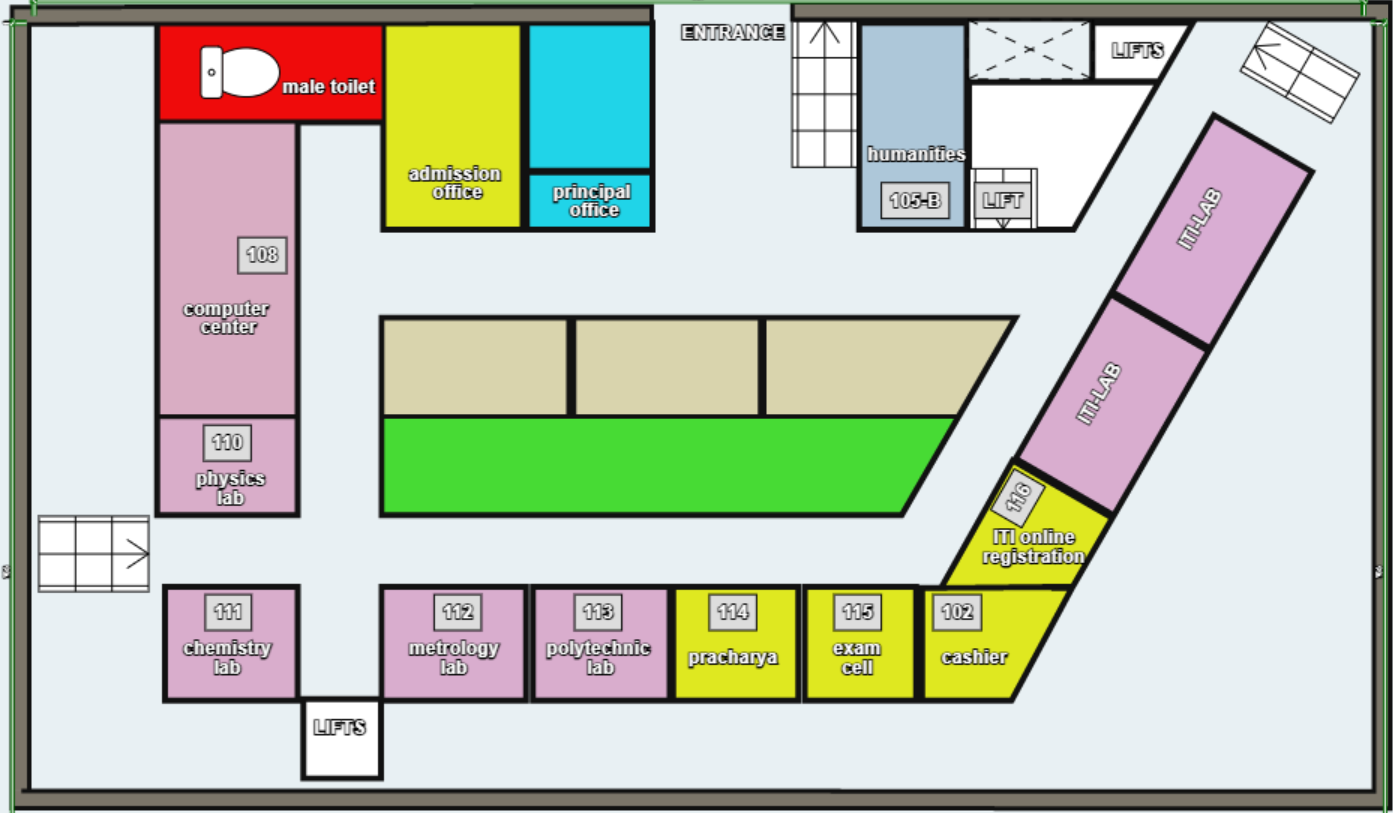 ENTRANCE
LIFTS
male toilet
admission
office
principal
office
humanities
105-B
LIFT
ITI-LAB
108
computer
center
ITI-LAB
110
physics
lab
116
ITI online
registration
111
chemistry
lab
112
metrology
lab
113
polytechnic
lab
114
pracharya
115
exam
cell
102
cashier
LIFTS